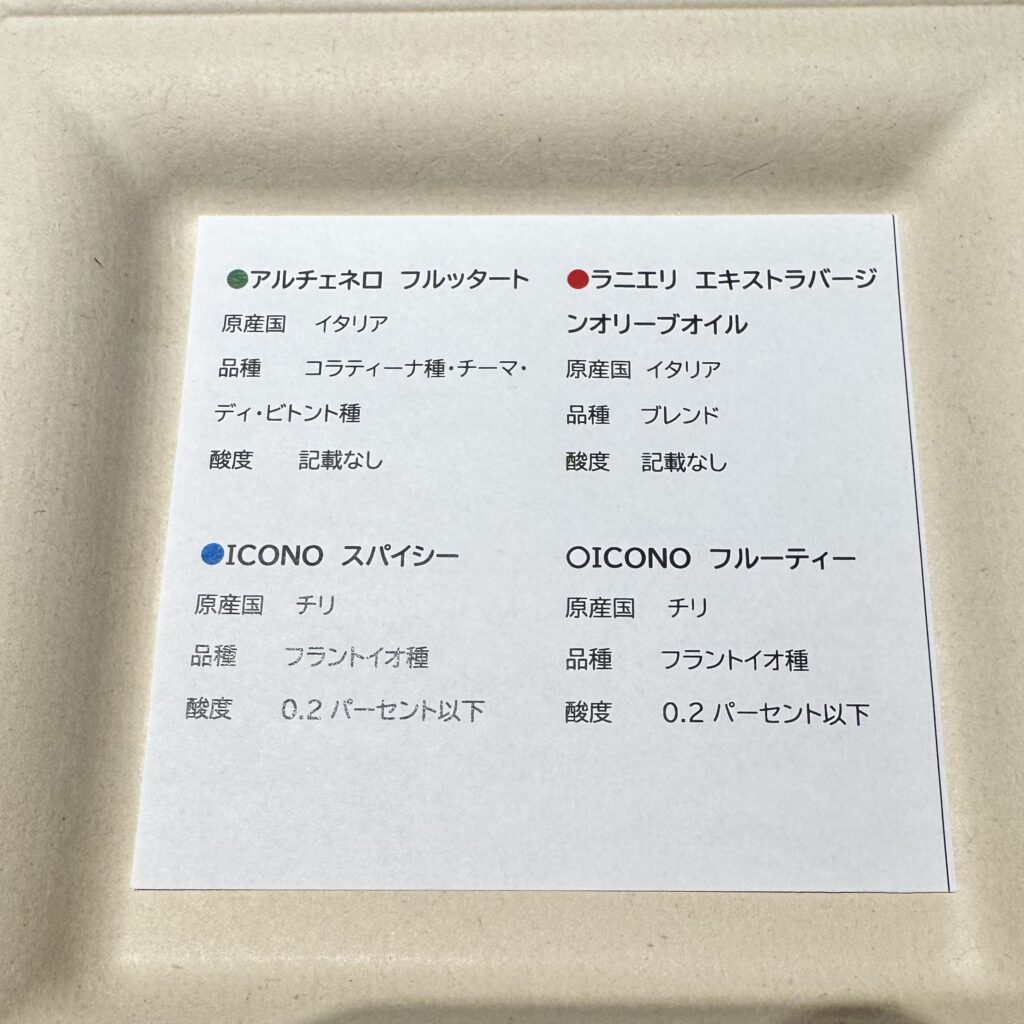 ●アルチェネロ フルッタート
原産国 イタリア
品種 コラティーナ種・チーマ・
ディ・ビトント種
酸度 記載なし
●ラニエリ エキストラバージ
ンオリーブオイル
原産国 イタリア
品種 ブレンド
酸度 記載なし
●ICONO スパイシー
原産国 チリ
品種 フラントイオ種
酸度 0.2 パーセント以下
○ICONO フルーティー
原産国 チリ
品種 フラントイオ種
酸度 0.2 パーセント以下